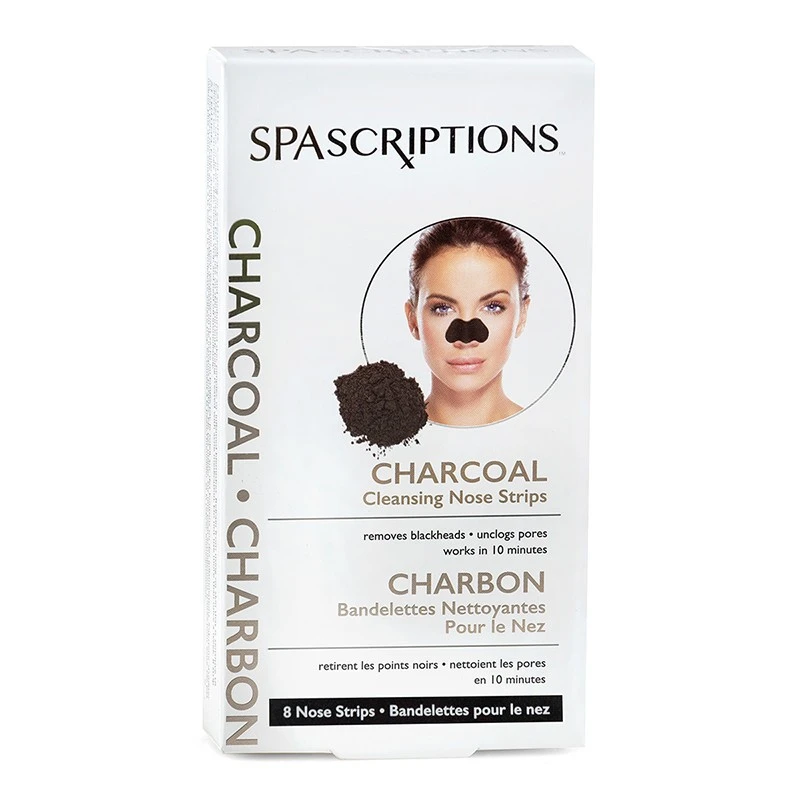 SPASCRIPTIONS
SPASCRIPTIONS™
CHARCOAL • CHARBON
CHARCOAL
Cleansing Nose Strips
removes blackheads • unclogs pores
works in 10 minutes
CHARBON
Bandelettes Nettoyantes
Pour le Nez
retirent les points noirs • nettoient les pores
en 10 minutes
8 Nose Strips • Bandelettes pour le nez